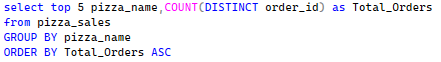 select top 5 pizza_name,COUNT(DISTINCT order_id) as Total_Orders
from pizza_sales
GROUP BY pizza_name
ORDER BY Total_Orders ASC